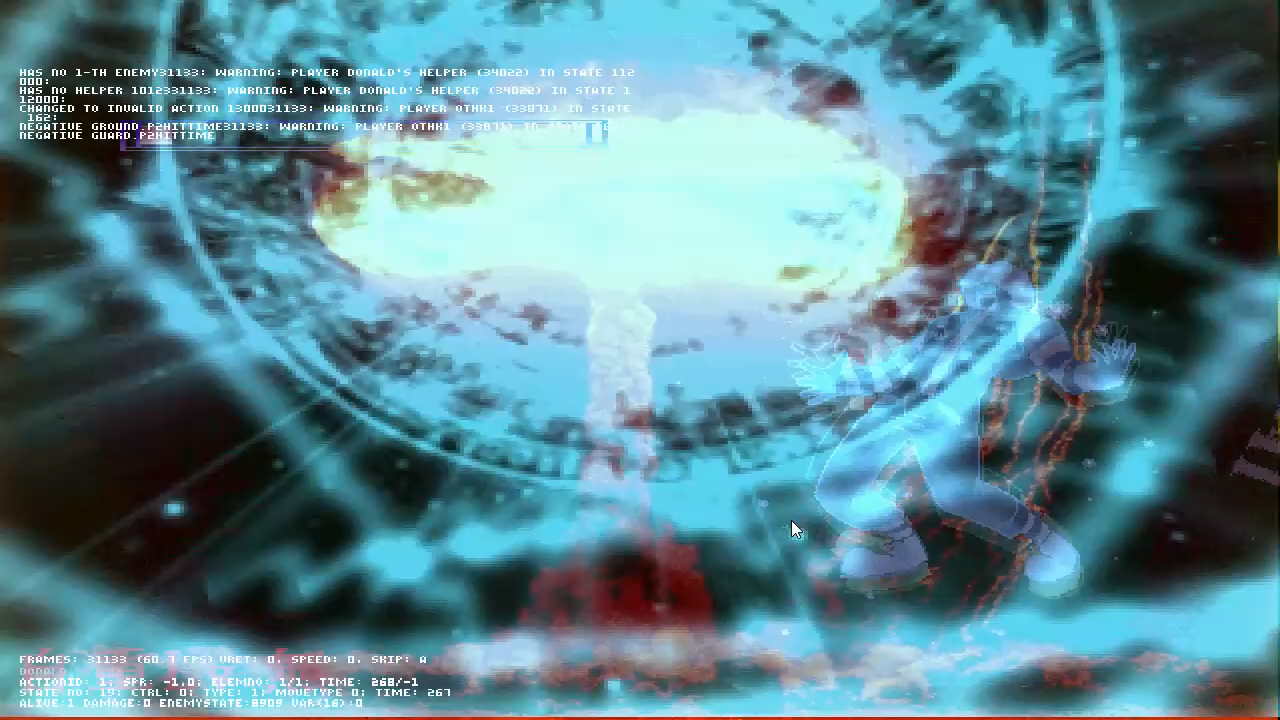 HAS NO 1-TH ENEMY31133: WARNING: PLAYER DONALD'S HELPER (34022) IN STATE 112
000:
HAS NO HELPER 101233133: WARNING: PLAYER DONALD'S HELPER (34022) IN STATE 1
12000:
CHANGED TO INVALID ACTION 130003133: WARNING: PLAYER OTHK1 (33871) IN STATE
162:
NEGATIVE GROUND.P2HITTIME31133: WARNING: PLAYER OTHK1 (33871) IN
NEGATIVE GUARD.P2HITTIME
FRAMES: 31133 (60.7 FPS) VRET: 0, SPEED: 0, SKIP: A
ACTIONID: 1; SPR: -1,0; ELEMNO: 1/1; TIME: 268/-1
STATE NO: 19; CTRL: 0; TYPE: 1; MOVETYPE 0; TIME: 267
ALIVE:1 DAMAGE:0 ENEMYSTATE:8909 VAR(16):0